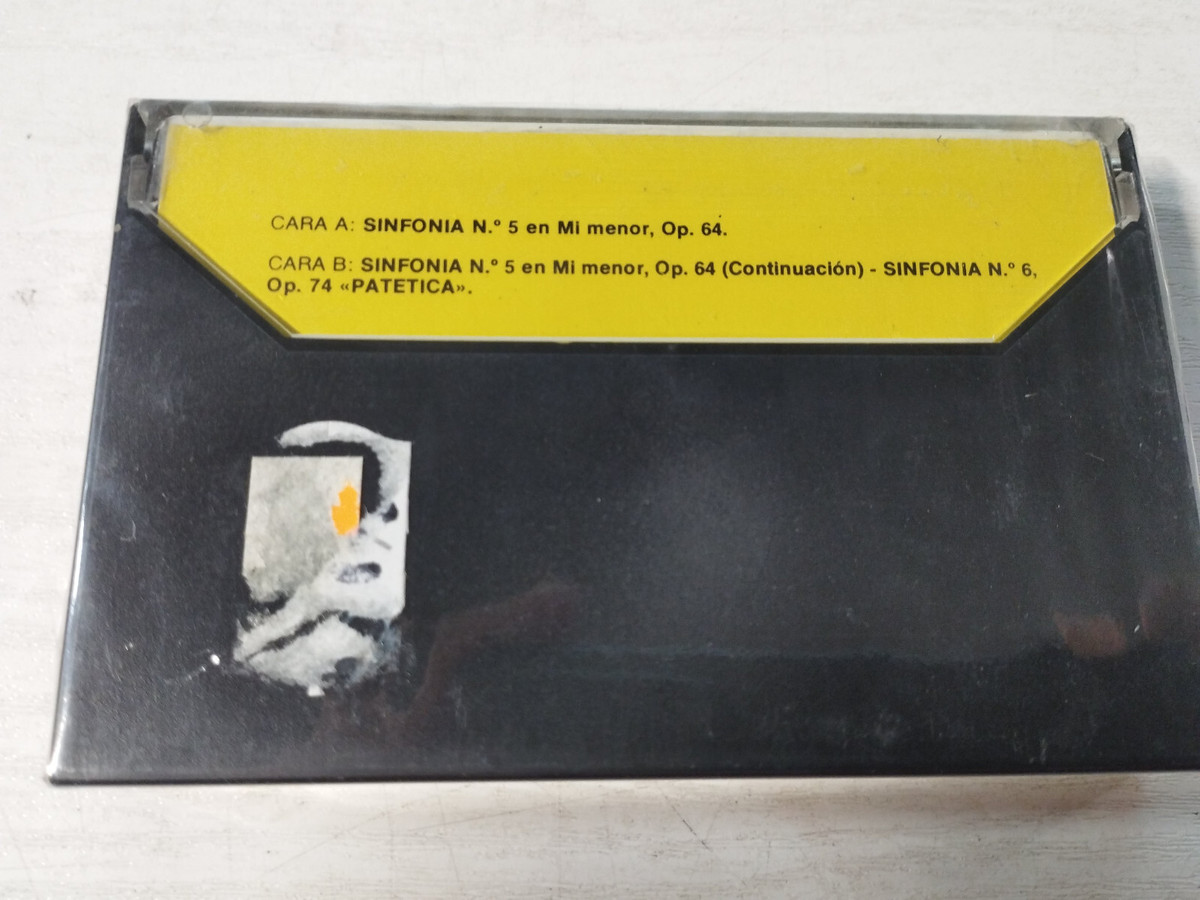 CARA A: SINFONIA N.º 5 en Mi menor, Op. 64.
CARA B: SINFONIA N.º 5 en Mi menor, Op. 64 (Continuación) - SINFONIA N.º 6,
Op. 74 «PATETICA».